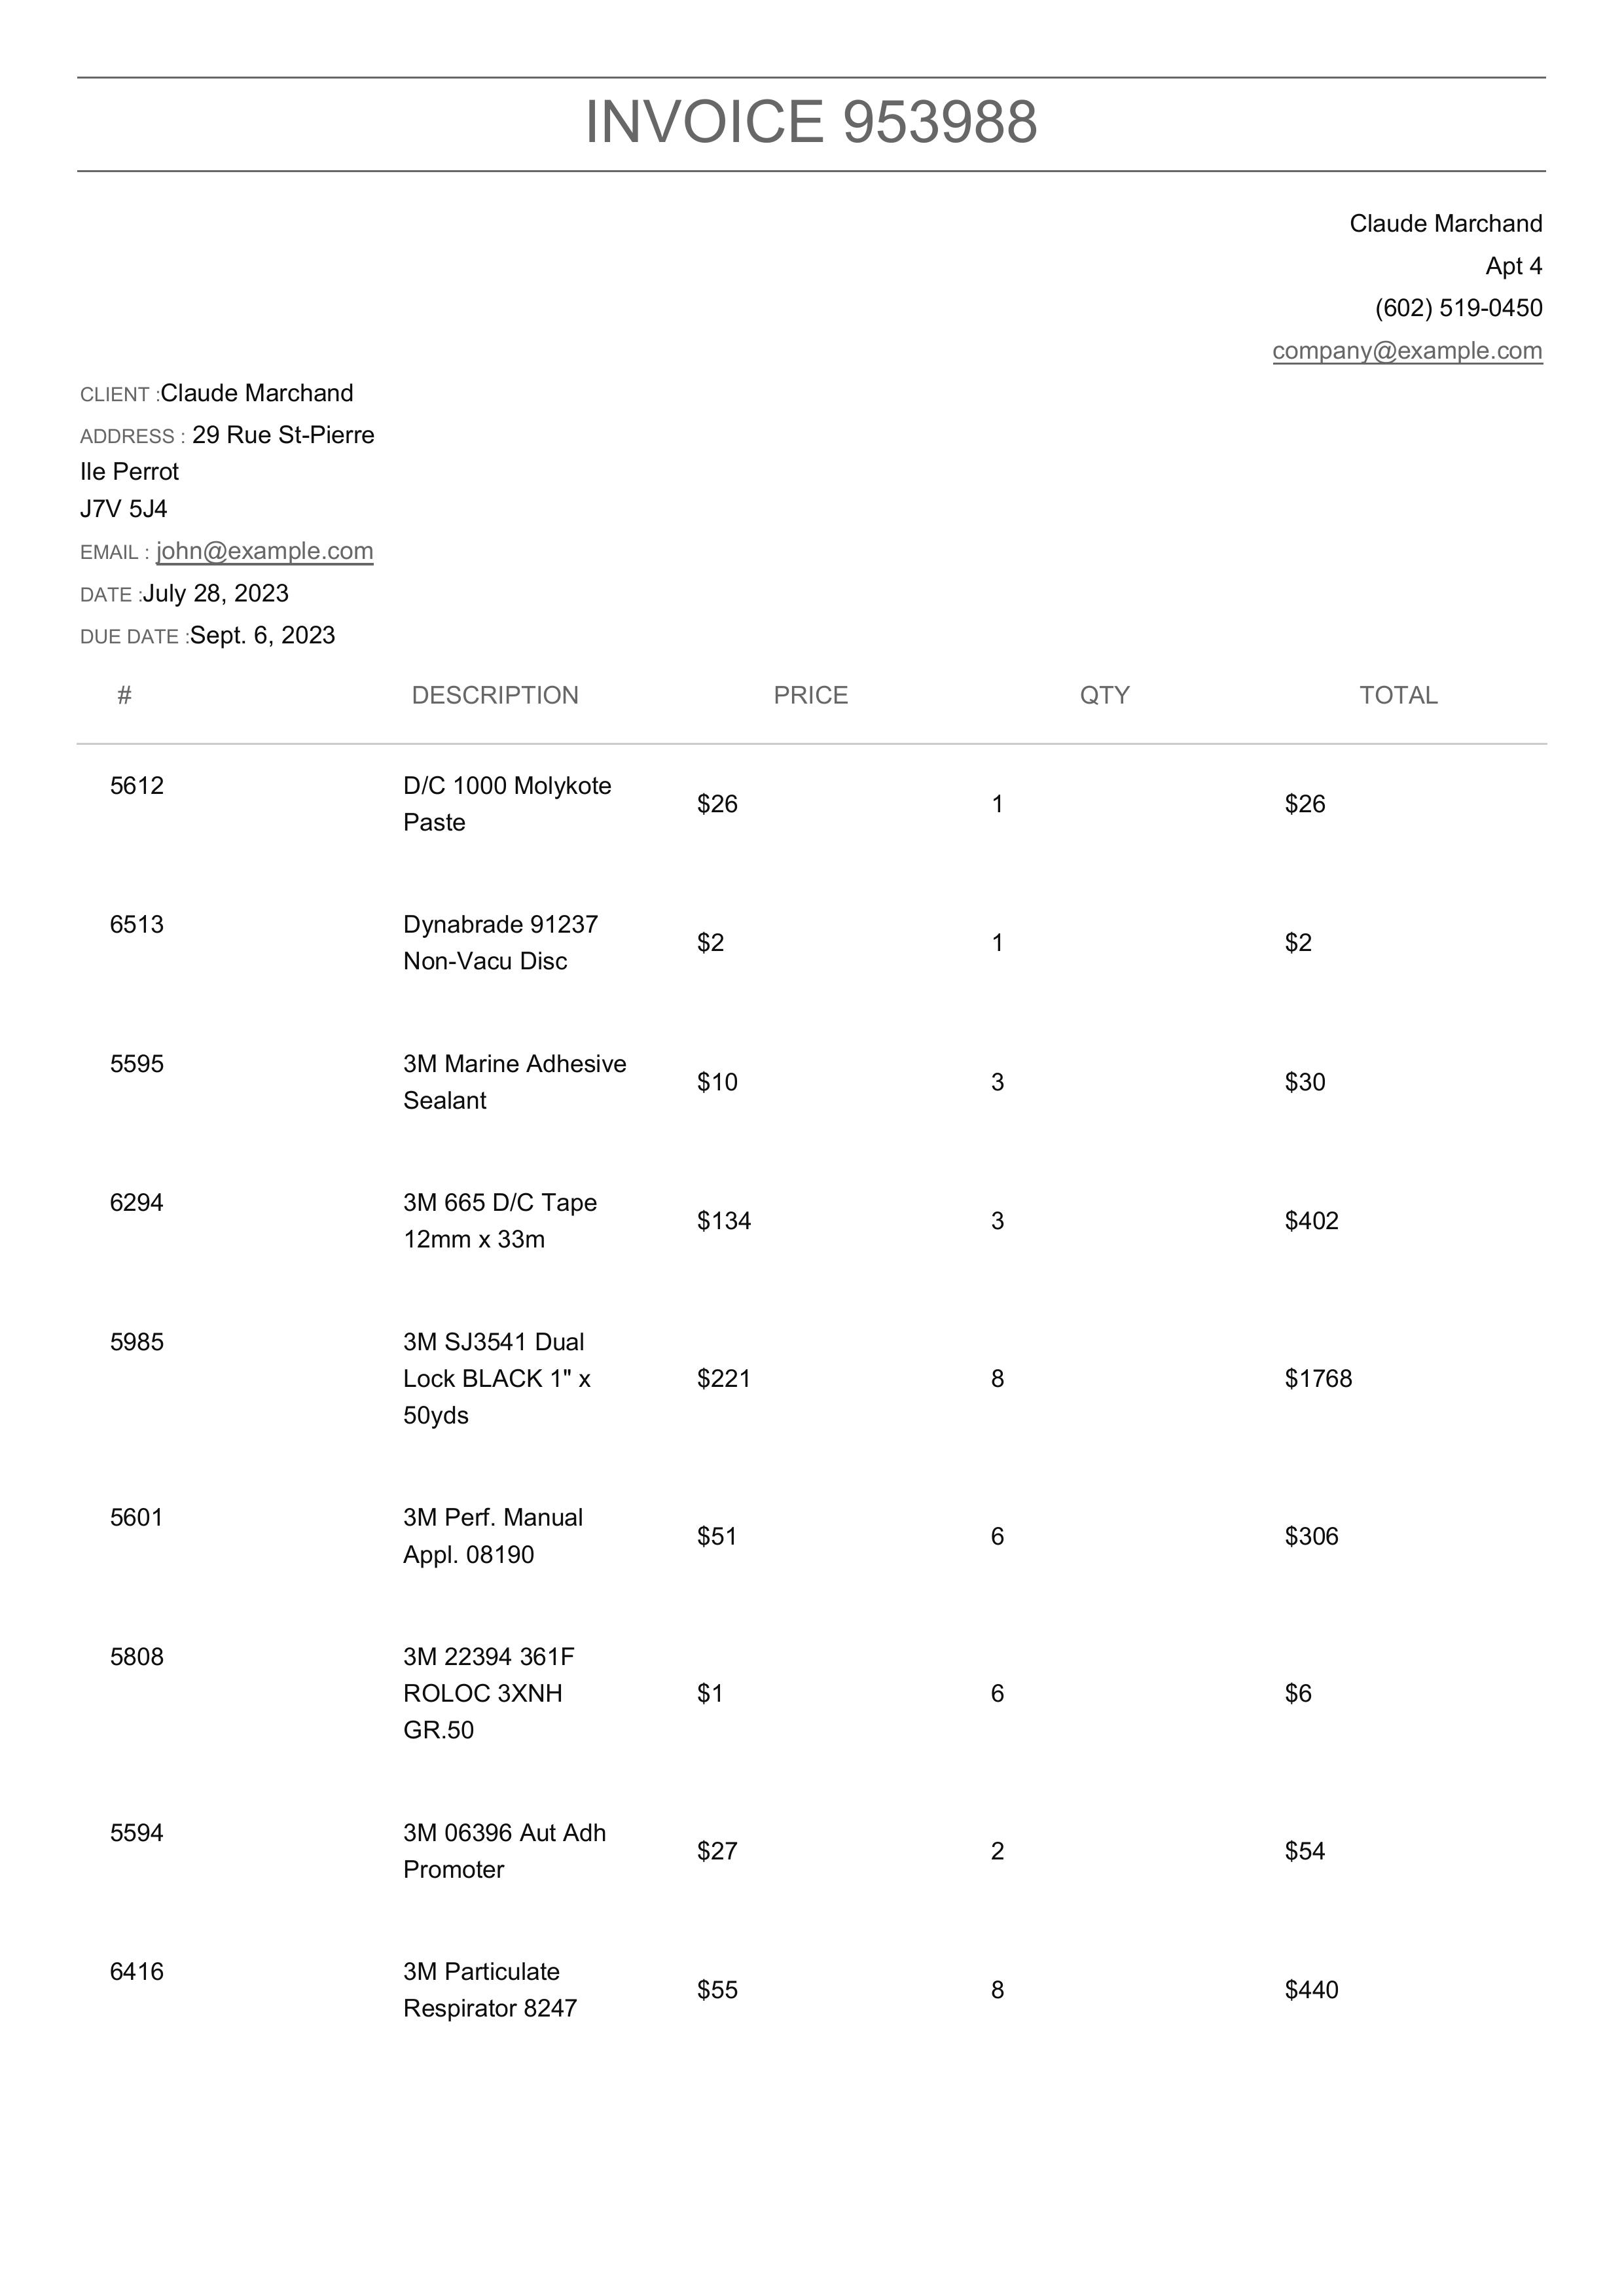 INVOICE 953988
Claude Marchand
Apt 4
(602) 519-0450
company@example.com
CLIENT :Claude Marchand
ADDRESS : 29 Rue St-Pierre
Ile Perrot
J7V 5J4
EMAIL : john@example.com
DATE :July 28, 2023
DUE DATE :Sept. 6, 2023
# DESCRIPTION PRICE QTY TOTAL
5612 D/C 1000 Molykote
Paste
$26 1 $26
6513 Dynabrade 91237
Non-Vacu Disc
$2 1 $2
5595 3M Marine Adhesive
Sealant
$10 3 $30
6294 3M 665 D/C Tape
12mm x 33m
$134 3 $402
5985 3M SJ3541 Dual
Lock BLACK 1" x
50yds
$221 8 $1768
5601 3M Perf. Manual
Appl. 08190
$51 6 $306
5808 3M 22394 361F
ROLOC 3XNH
GR.50
$1 6 $6
5594 3M 06396 Aut Adh
Promoter
$27 2 $54
6416 3M Particulate
Respirator 8247
$55 8 $440